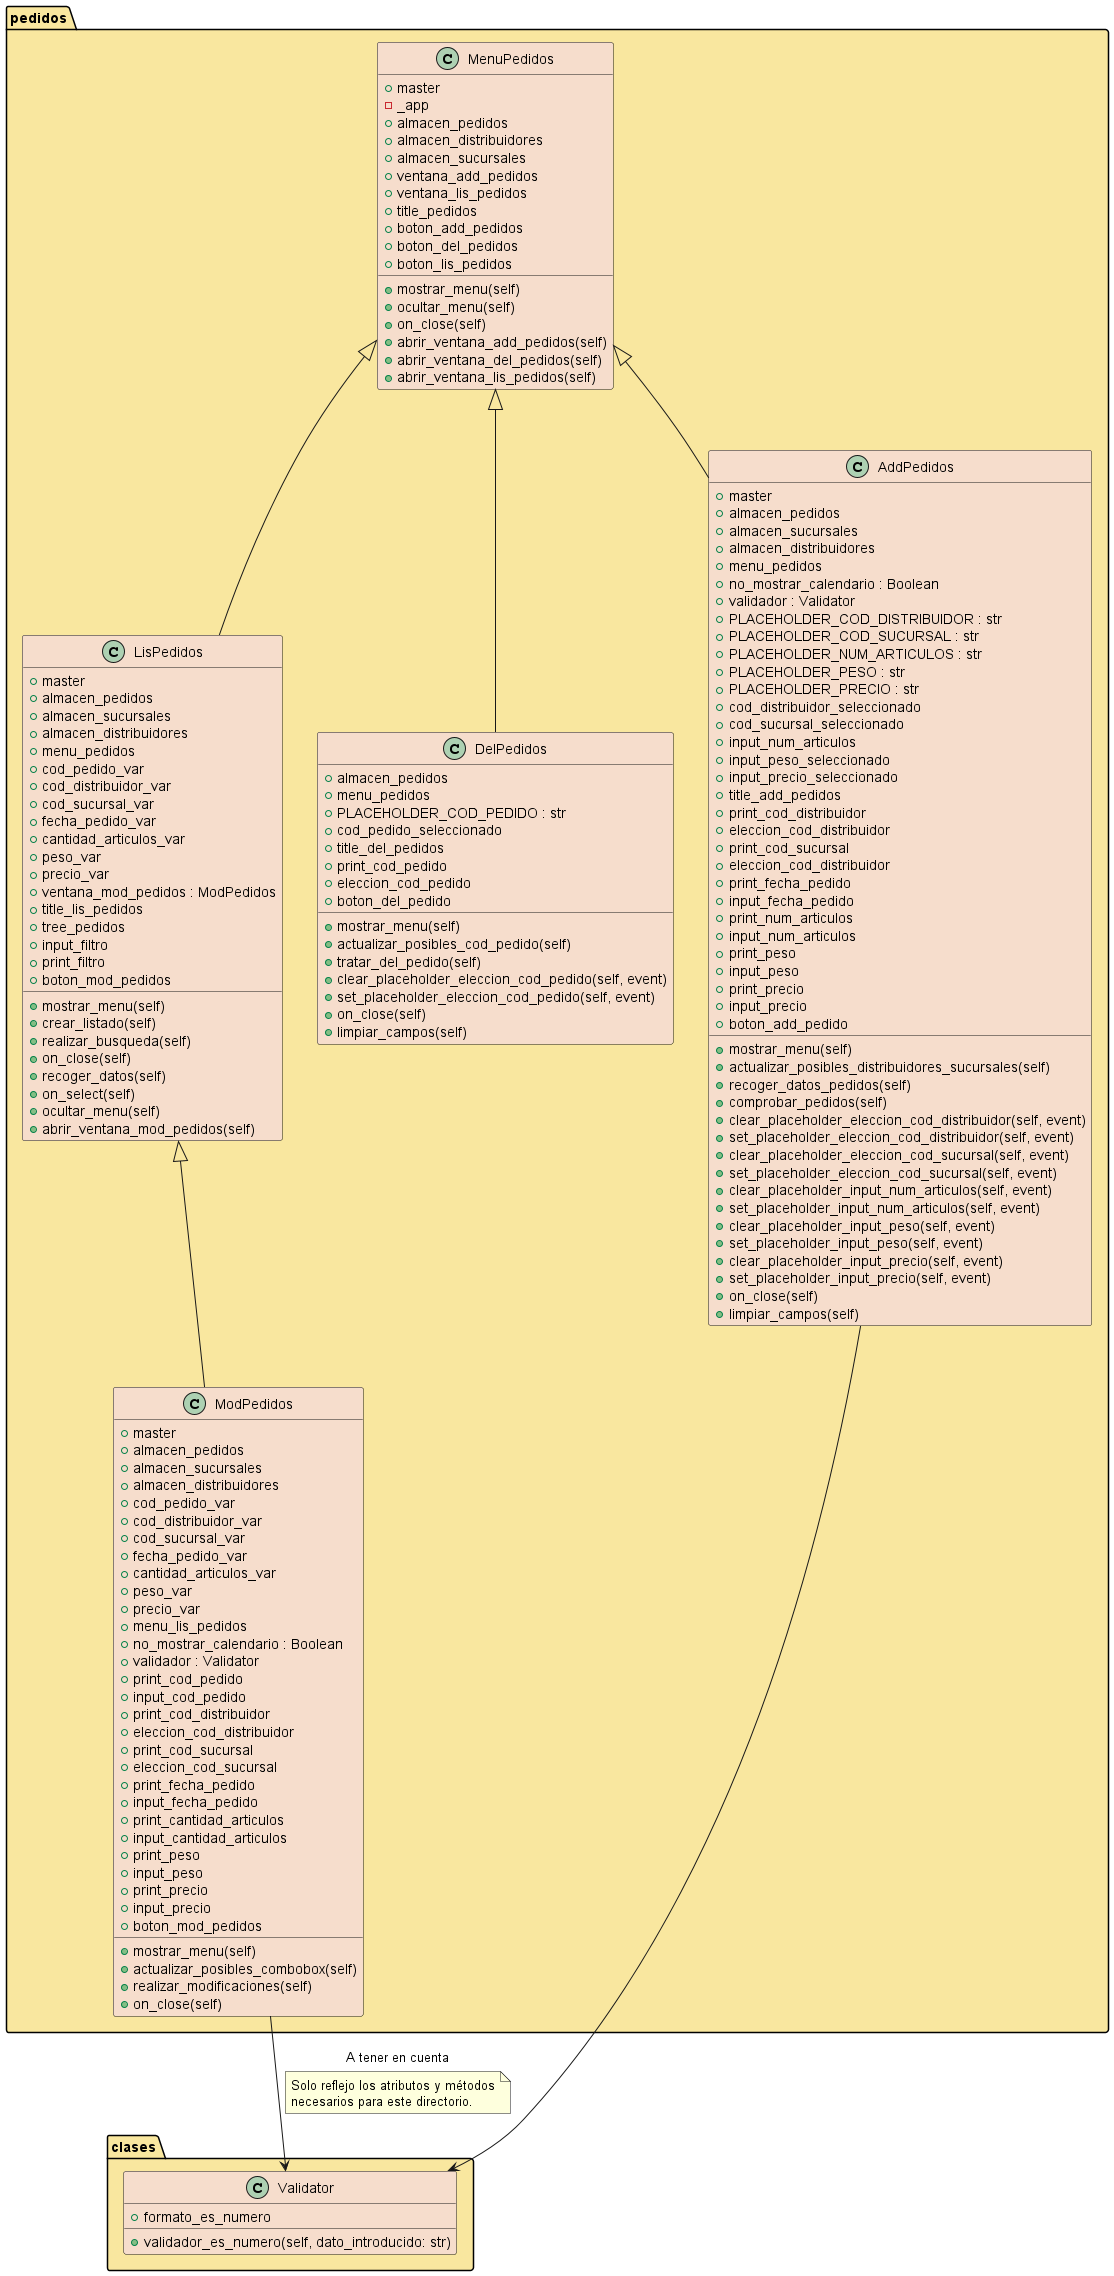 pedidos
C MenuPedidos
master
_app
almacen_pedidos
almacen_distribuidores
almacen_sucursales
ventana_add_pedidos
ventana_lis_pedidos
title_pedidos
boton_add_pedidos
boton_del_pedidos
boton_lis_pedidos
mostrar_menu(self)
ocultar_menu(self)
on_close(self)
abrir_ventana_add_pedidos(self)
abrir_ventana_del_pedidos(self)
abrir_ventana_lis_pedidos(self)
C AddPedidos
master
almacen_pedidos
almacen_sucursales
almacen_distribuidores
menu_pedidos
no_mostrar_calendario : Boolean
validador : Validator
PLACEHOLDER_COD_DISTRIBUIDOR : str
PLACEHOLDER_COD_SUCURSAL : str
PLACEHOLDER_NUM_ARTICULOS : str
PLACEHOLDER_PESO : str
PLACEHOLDER_PRECIO : str
cod_distribuidor_seleccionado
cod_sucursal_seleccionado
input_num_articulos
input_peso_seleccionado
input_precio_seleccionado
title_add_pedidos
print_cod_distribuidor
eleccion_cod_distribuidor
print_cod_sucursal
eleccion_cod_distribuidor
print_fecha_pedido
input_fecha_pedido
print_num_articulos
input_num_articulos
print_peso
input_peso
print_precio
input_precio
boton_add_pedido
mostrar_menu(self)
actualizar_posibles_distribuidores_sucursales(self)
recoger_datos_pedidos(self)
comprobar_pedidos(self)
clear_placeholder_eleccion_cod_distribuidor(self, event)
set_placeholder_eleccion_cod_distribuidor(self, event)
clear_placeholder_eleccion_cod_sucursal(self, event)
set_placeholder_eleccion_cod_sucursal(self, event)
clear_placeholder_input_num_articulos(self, event)
set_placeholder_input_num_articulos(self, event)
clear_placeholder_input_peso(self, event)
set_placeholder_input_peso(self, event)
clear_placeholder_input_precio(self, event)
set_placeholder_input_precio(self, event)
on_close(self)
limpiar_campos(self)
C LisPedidos
master
almacen_pedidos
almacen_sucursales
almacen_distribuidores
menu_pedidos
cod_pedido_var
cod_distribuidor_var
cod_sucursal_var
fecha_pedido_var
cantidad_articulos_var
peso_var
precio_var
ventana_mod_pedidos : ModPedidos
title_lis_pedidos
tree_pedidos
input_filtro
print_filtro
boton_mod_pedidos
mostrar_menu(self)
crear_listado(self)
realizar_busqueda(self)
on_close(self)
recoger_datos(self)
on_select(self)
ocultar_menu(self)
abrir_ventana_mod_pedidos(self)
C DelPedidos
almacen_pedidos
menu_pedidos
PLACEHOLDER_COD_PEDIDO : str
cod_pedido_seleccionado
title_del_pedidos
print_cod_pedido
eleccion_cod_pedido
boton_del_pedido
mostrar_menu(self)
actualizar_posibles_cod_pedido(self)
tratar_del_pedido(self)
clear_placeholder_eleccion_cod_pedido(self, event)
set_placeholder_eleccion_cod_pedido(self, event)
on_close(self)
limpiar_campos(self)
C ModPedidos
master
almacen_pedidos
almacen_sucursales
almacen_distribuidores
cod_pedido_var
cod_distribuidor_var
cod_sucursal_var
fecha_pedido_var
cantidad_articulos_var
peso_var
precio_var
menu_lis_pedidos
no_mostrar_calendario : Boolean
validador : Validator
print_cod_pedido
input_cod_pedido
print_cod_distribuidor
eleccion_cod_distribuidor
print_cod_sucursal
eleccion_cod_sucursal
print_fecha_pedido
input_fecha_pedido
print_cantidad_articulos
input_cantidad_articulos
print_peso
input_peso
print_precio
input_precio
boton_mod_pedidos
mostrar_menu(self)
actualizar_posibles_combobox(self)
realizar_modificaciones(self)
on_close(self)
A tener en cuenta
Solo reflejo los atributos y métodos
necesarios para este directorio.
clases
C Validator
formato_es_numero
validador_es_numero(self, dato_introducido: str)